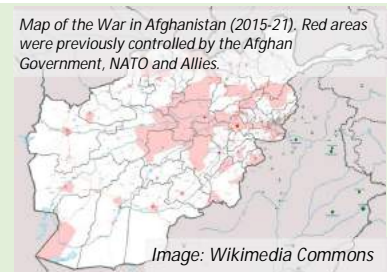 Map of the War in Afghanistan (2015-21). Red areas
were previously controlled by the Afghan
Government, NATO and Allies.
Image: Wikimedia Commons